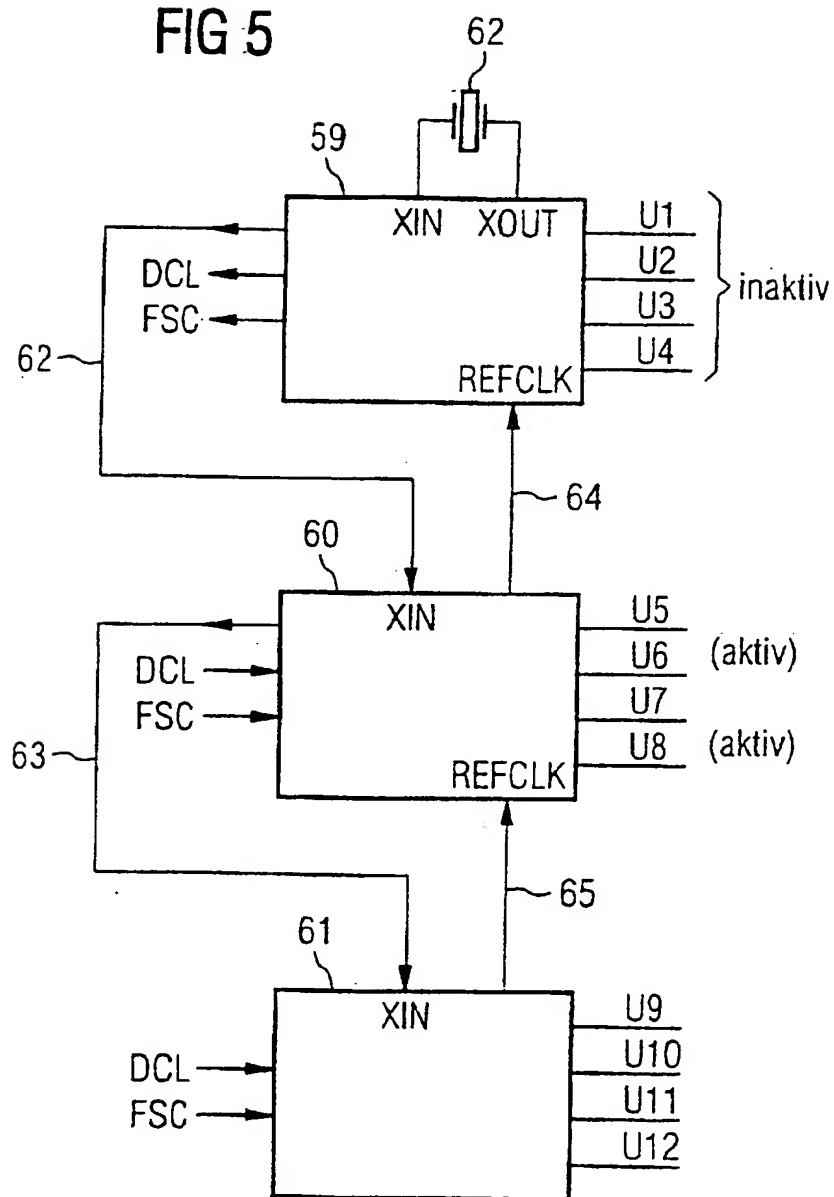 FIG 5
62
59
XIN XOUT
U1
DCL
U2
inaktiv
FSC
U3
62
U4
REFCLK
64
60
XIN
U5
DCL
U6 (aktiv)
FSC
U7
63
U8 (aktiv)
REFCLK
65
61
XIN
U9
DCL
U10
FSC
U11
U12